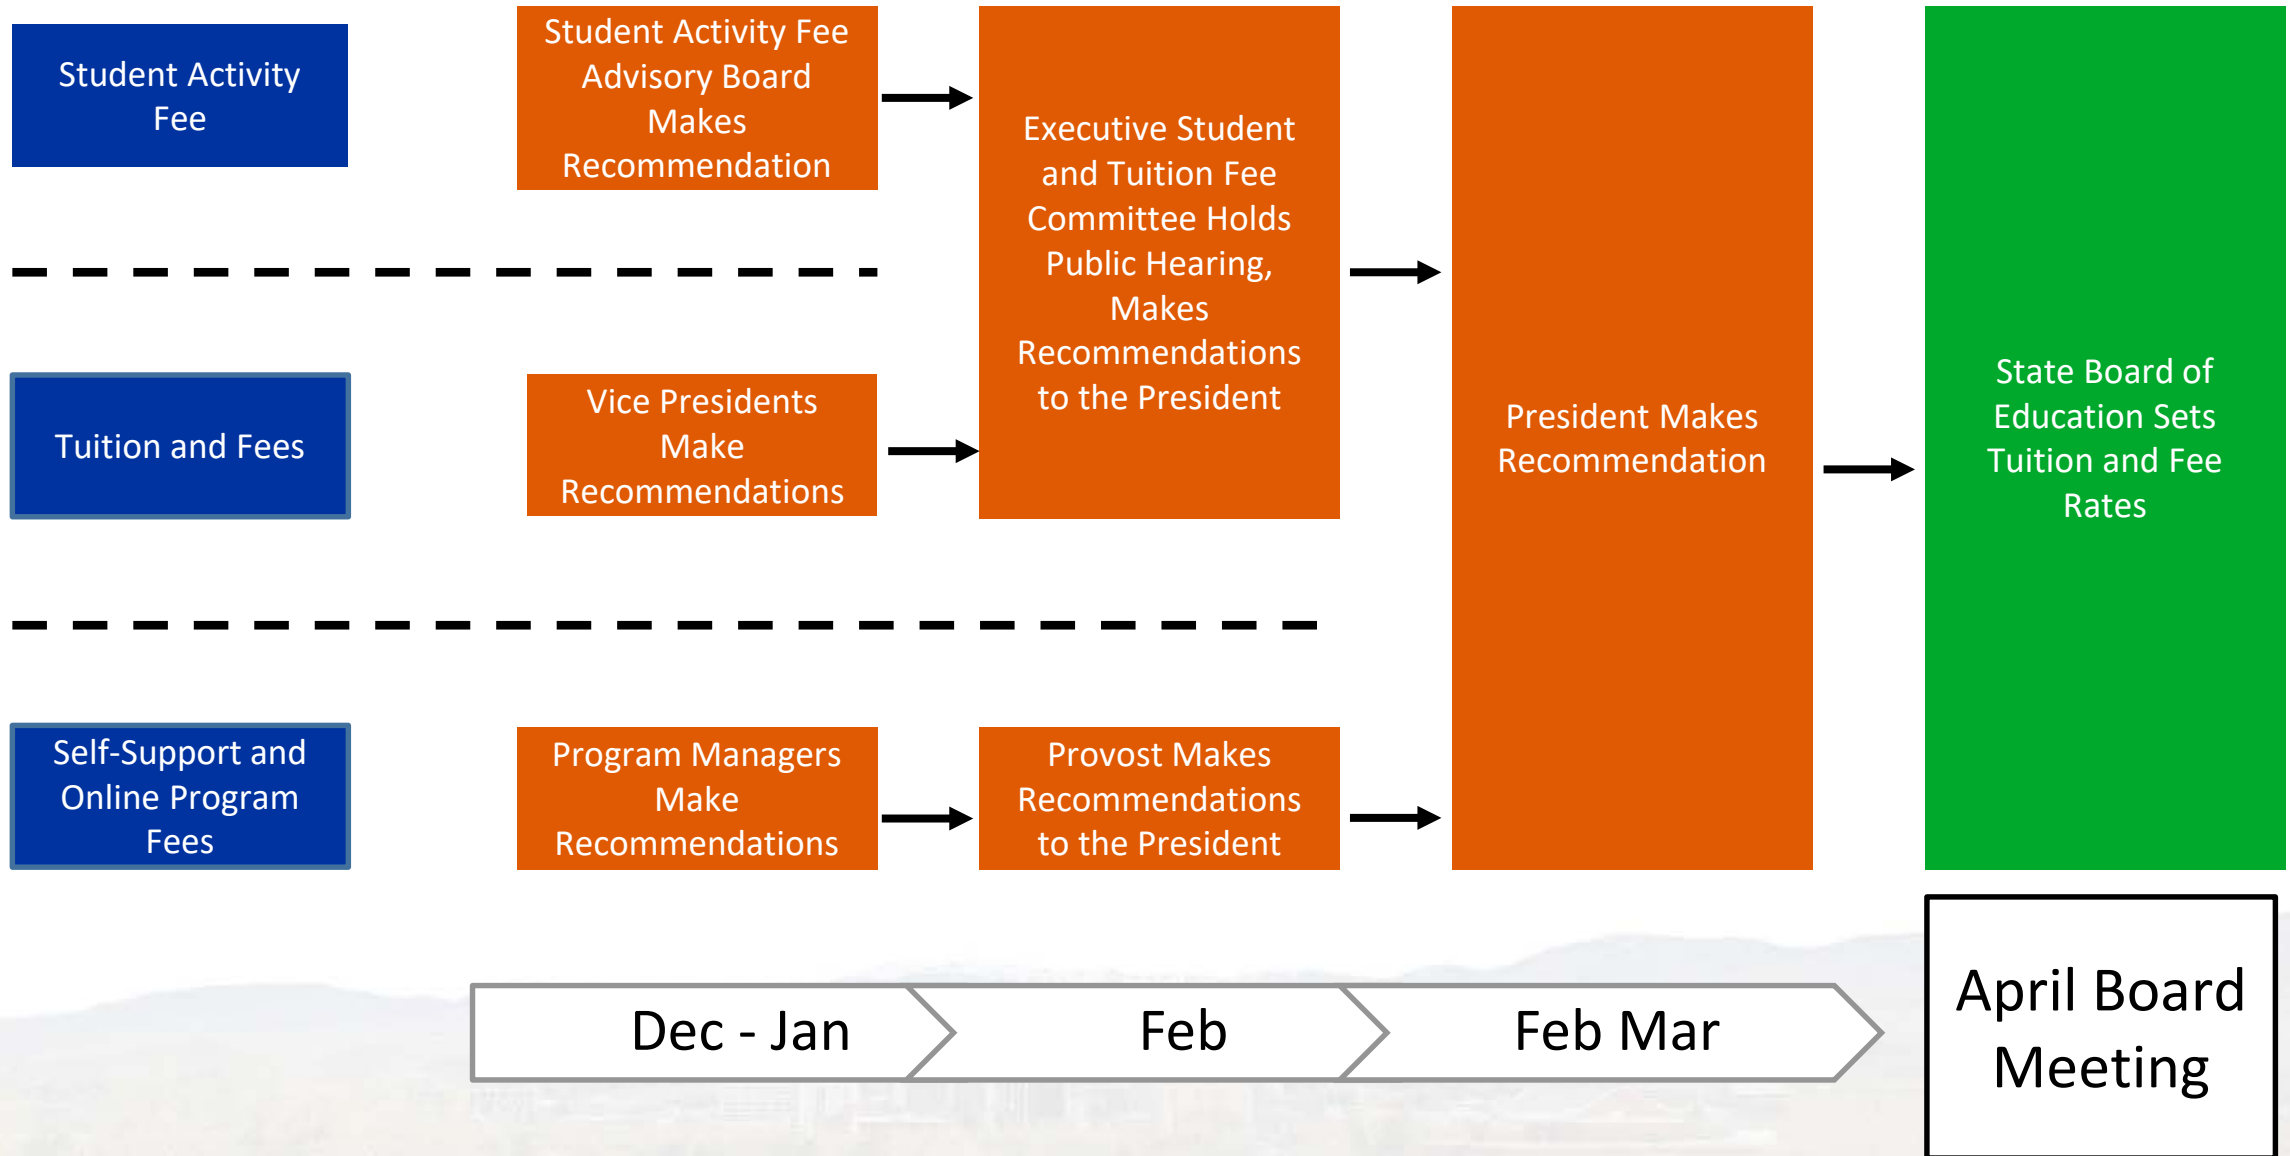 Student Activity
Fee
Student Activity Fee
Advisory Board
Makes
Recommendation
Executive Student
and Tuition Fee
Committee Holds
Public Hearing,
Makes
Recommendations
to the President
Tuition and Fees
Vice Presidents
Make
Recommendations
President Makes
Recommendation
State Board of
Education Sets
Tuition and Fee
Rates
Self-Support and
Online Program
Fees
Program Managers
Make
Recommendations
Provost Makes
Recommendations
to the President
Dec - Jan
Feb
Feb Mar
April Board
Meeting